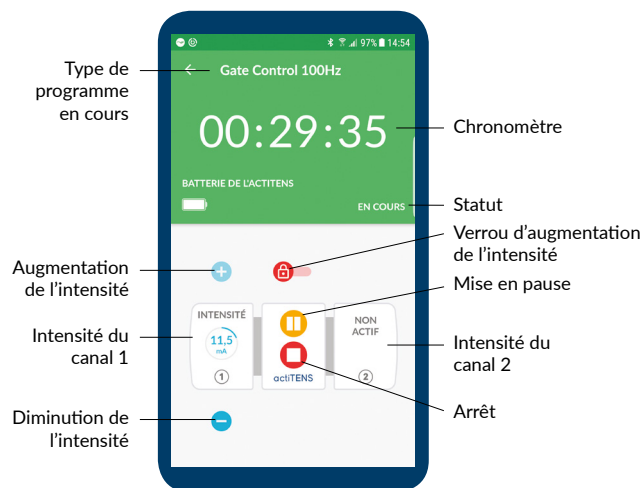 97% 14:54
Type de
programme
en cours
Gate Control 100Hz
00:29:35
Chronomètre
BATTERIE DE L'ACTITENS
EN COURS
Statut
Verrou d'augmentation
de l'intensité
Augmentation
de l'intensité
Mise en pause
INTENSITÉ
11,5
mA
1
actiTENS
NON
ACTIF
2
Intensité du
canal 1
Intensité du
canal 2
Arrêt
Diminution de
l'intensité